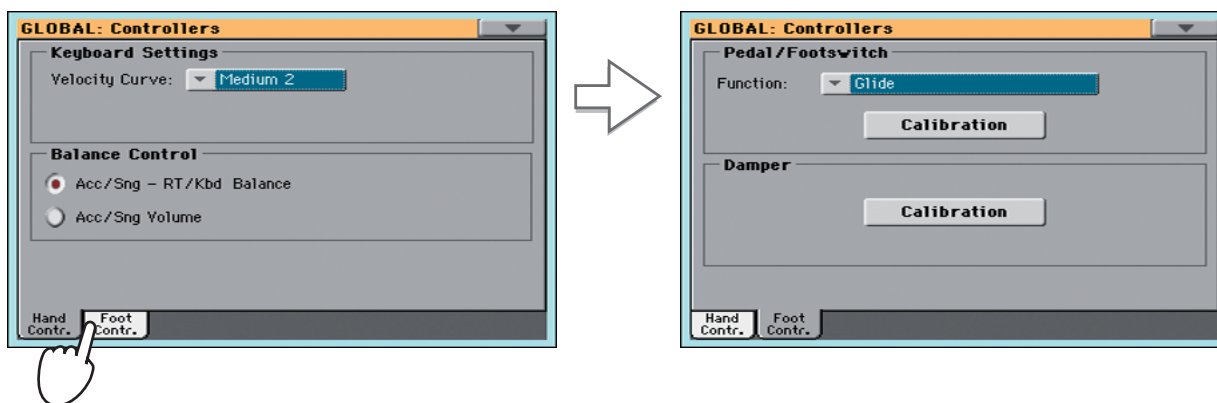 GLOBAL: Controllers
Keyboard Settings
Velocity Curve: Medium 2
Balance Control
Acc/Sng - RT/Kbd Balance
Acc/Sng Volume
Hand Contr.
Foot Contr.
GLOBAL: Controllers
Pedal/Footswitch
Function: Glide
Calibration
Damper
Calibration
Hand Contr.
Foot Contr.